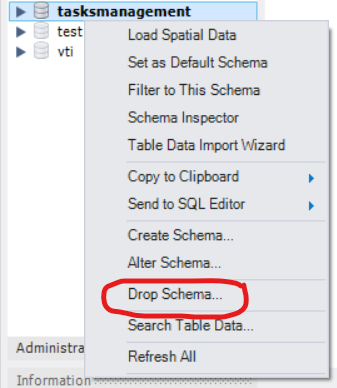 tasksmanagement
test
vti
Load Spatial Data
Set as Default Schema
Filter to This Schema
Schema Inspector
Table Data Import Wizard
Copy to Clipboard
Send to SQL Editor
Create Schema...
Alter Schema...
Drop Schema...
Search Table Data...
Refresh All
Administra
Information